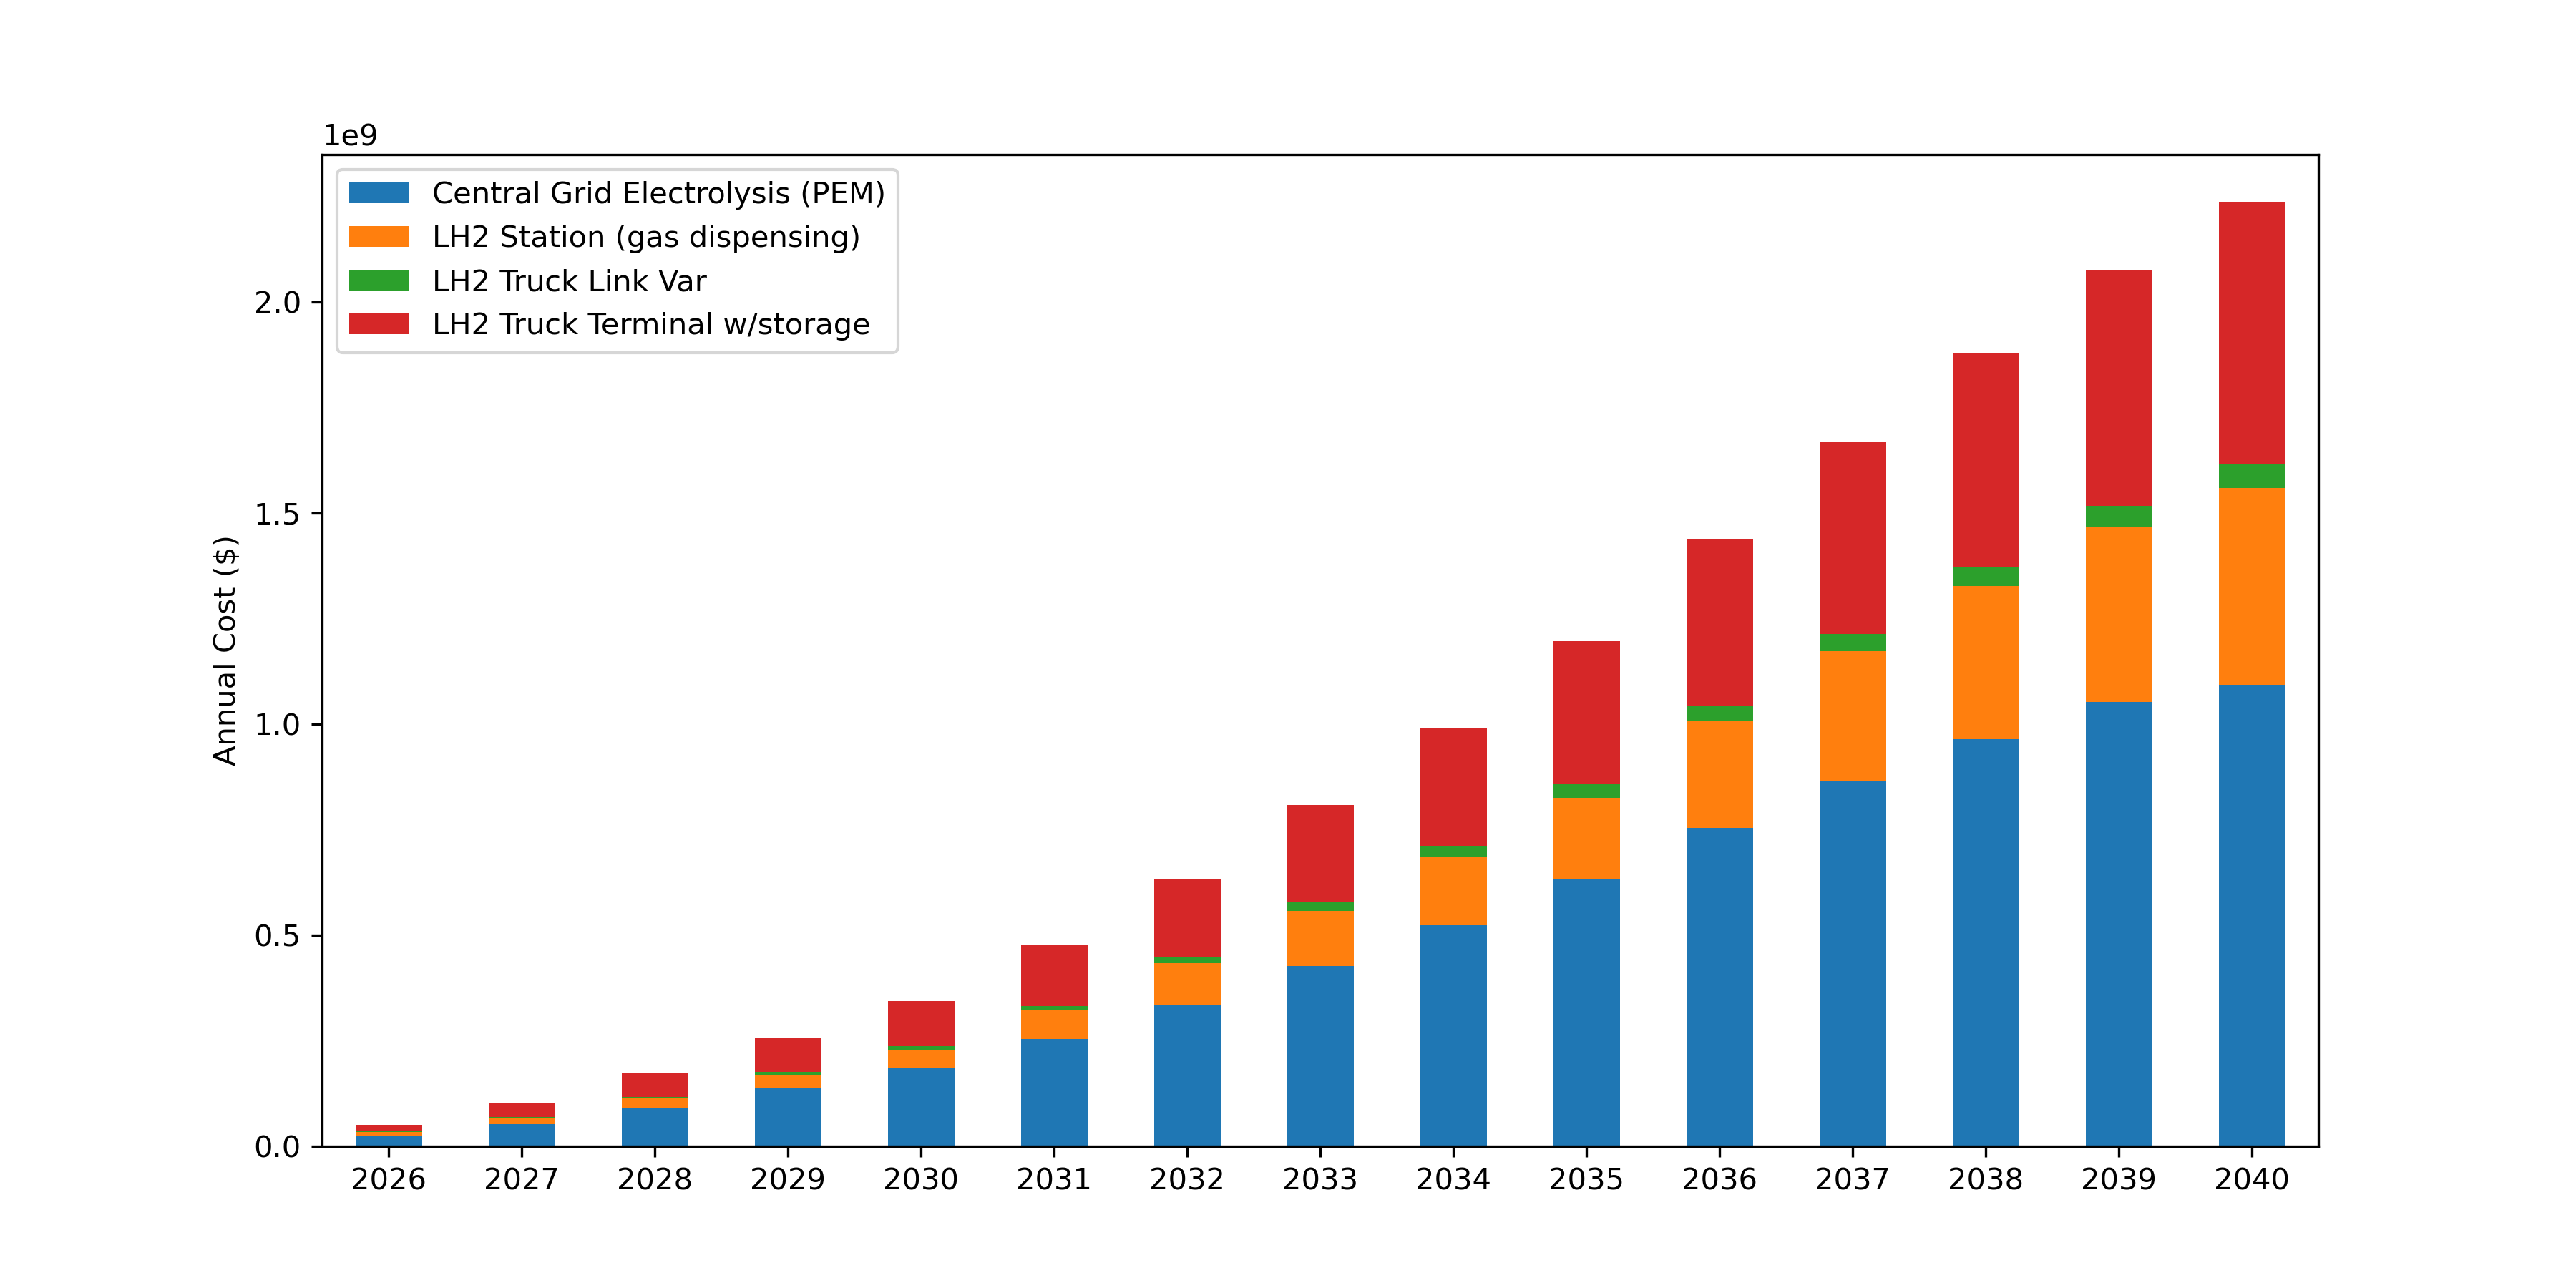 1e9
Central Grid Electrolysis (PEM)
LH2 Station (gas dispensing)
LH2 Truck Link Var
LH2 Truck Terminal w/storage
2.0
1.5
1.0
0.5
0.0
Annual Cost ($)
2026 2027 2028 2029 2030 2031 2032 2033 2034 2035 2036 2037 2038 2039 2040